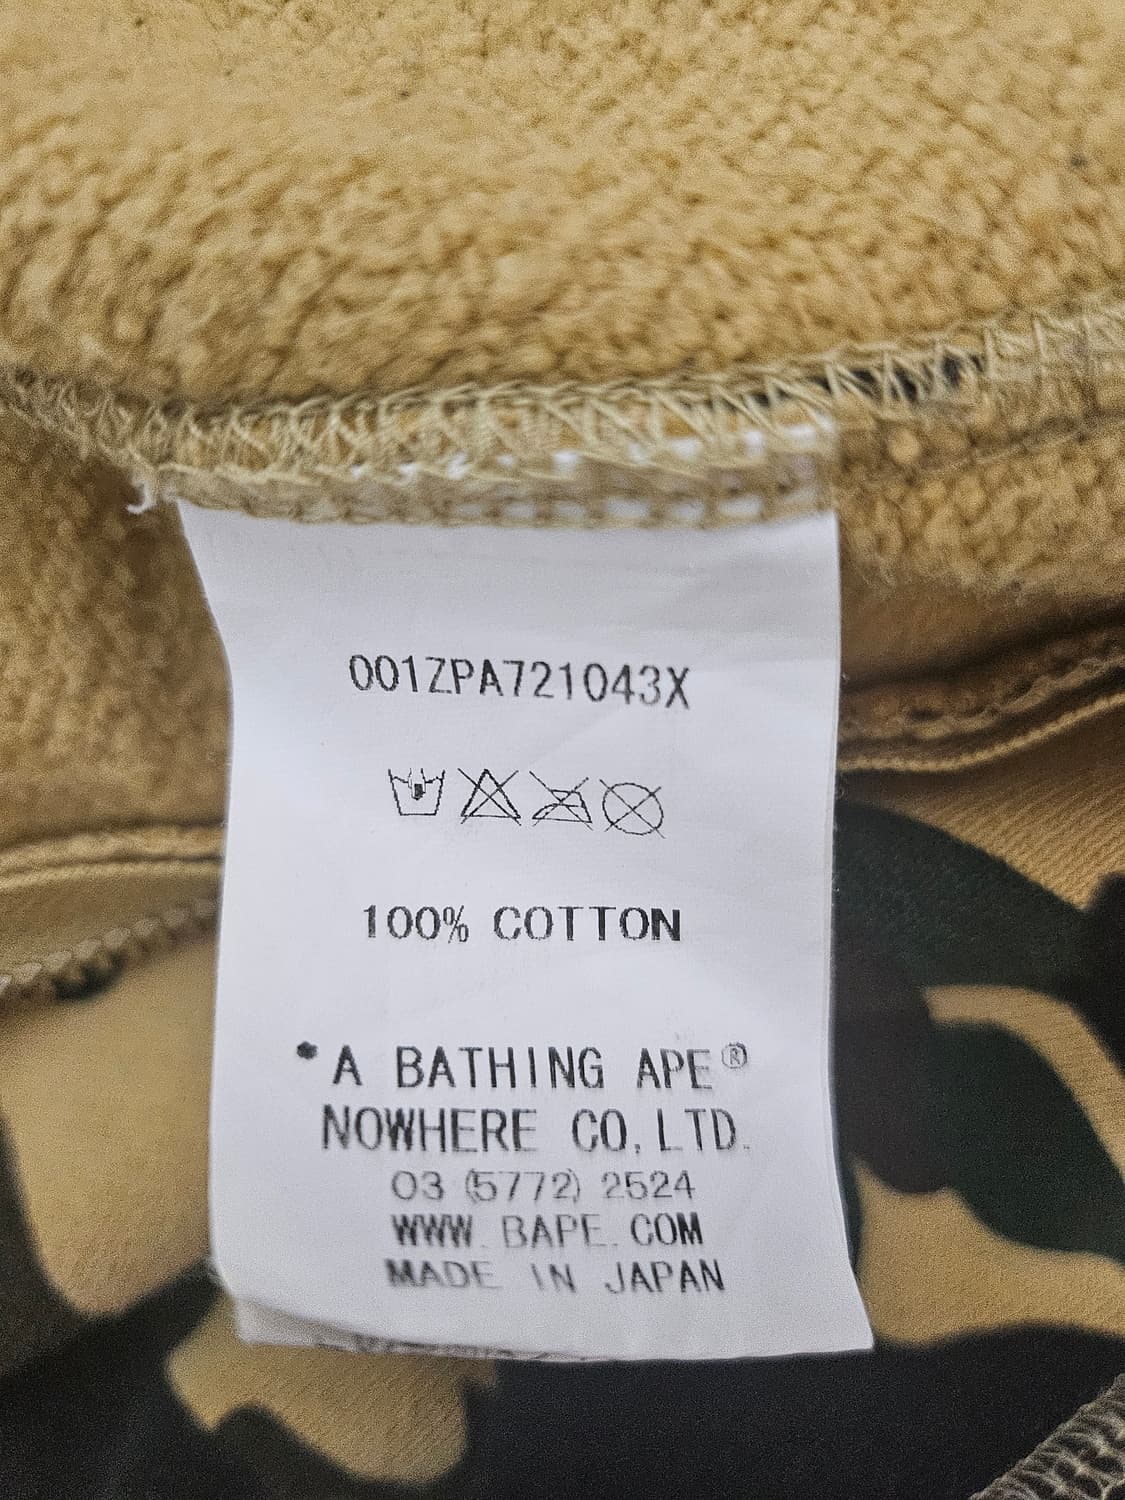 001ZPA721043X
100% COTTON
*A BATHING APE®
NOWHERE CO.,LTD.
03 (5772) 2524
WWW.BAPE.COM
MADE IN JAPAN